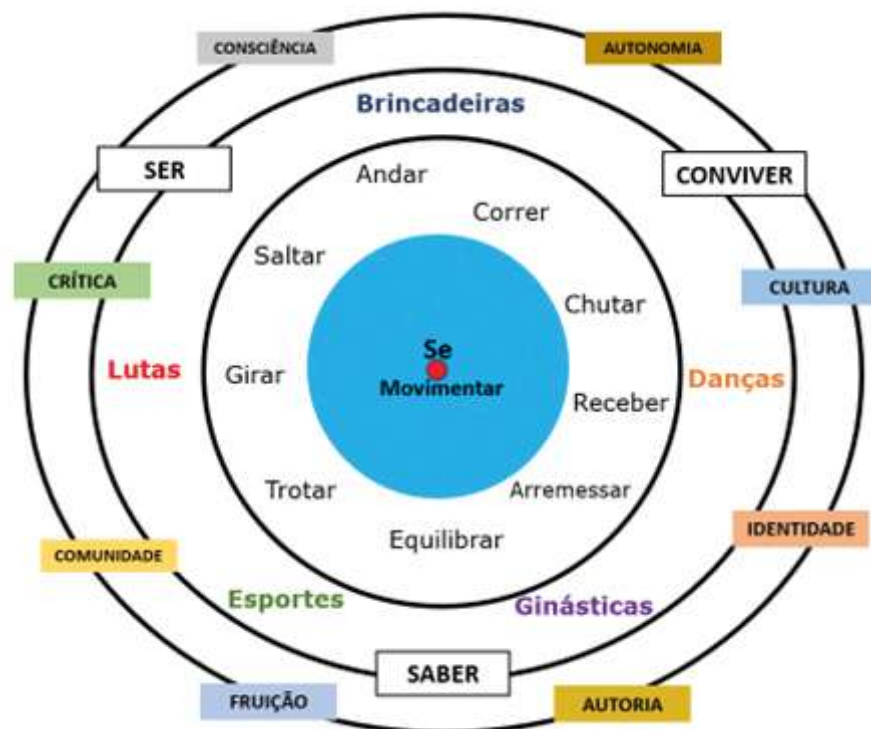 CONSCIÊNCIA
AUTONOMIA
Brincadeiras
SER
CONVIVER
Andar
Correr
Saltar
CRÍTICA
CULTURA
Chutar
Se
Movimentar
Lutas
Girar
Danças
Receber
Trotar
Arremessar
IDENTIDADE
Equilibrar
COMUNIDADE
Esportes
Ginásticas
SABER
FRUIÇÃO
AUTORIA